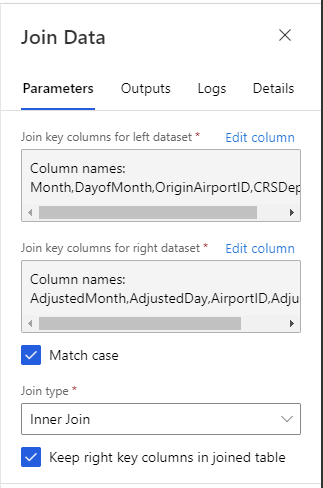 Join Data
Parameters Outputs Logs Details
Join key columns for left dataset * Edit column
Column names:
Month,DayofMonth,OriginAirportID,CRSDep
Join key columns for right dataset * Edit column
Column names:
AdjustedMonth,AdjustedDay,AirportID,Adju
Match case
Join type *
Inner Join
Keep right key columns in joined table